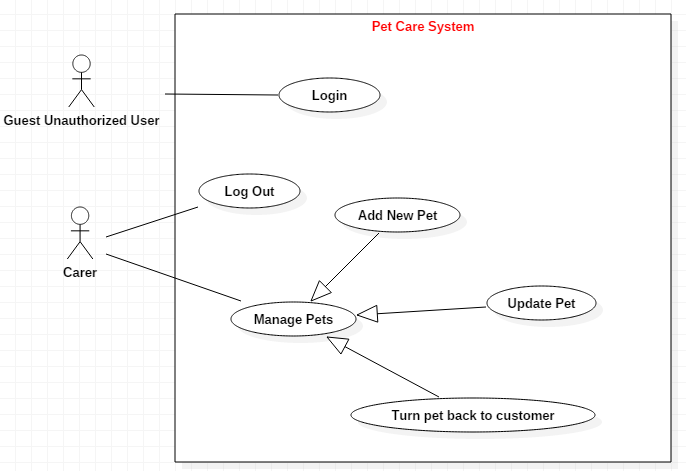 Pet Care System
Login
Guest Unauthorized User
Log Out
Add New Pet
Carer
Update Pet
Manage Pets
Turn pet back to customer